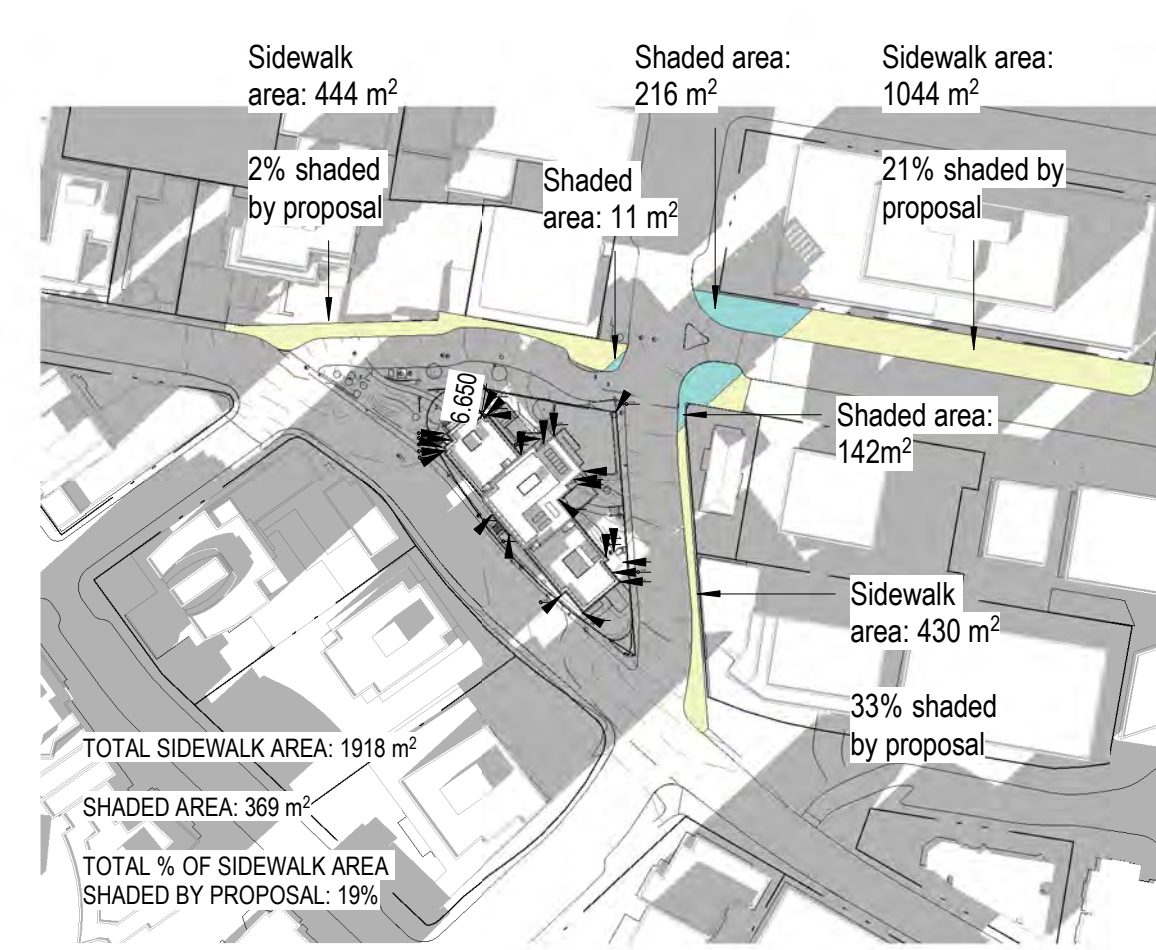 Sidewalk
area: 444 m²
2% shaded
by proposal
Shaded
area: 11 m²
Shaded area:
216 m²
Sidewalk area:
1044 m²
21% shaded by
proposal
6.650
Shaded area:
142m²
Sidewalk
area: 430 m²
33% shaded
by proposal
TOTAL SIDEWALK AREA: 1918 m²
SHADED AREA: 369 m²
TOTAL % OF SIDEWALK AREA
SHADED BY PROPOSAL: 19%